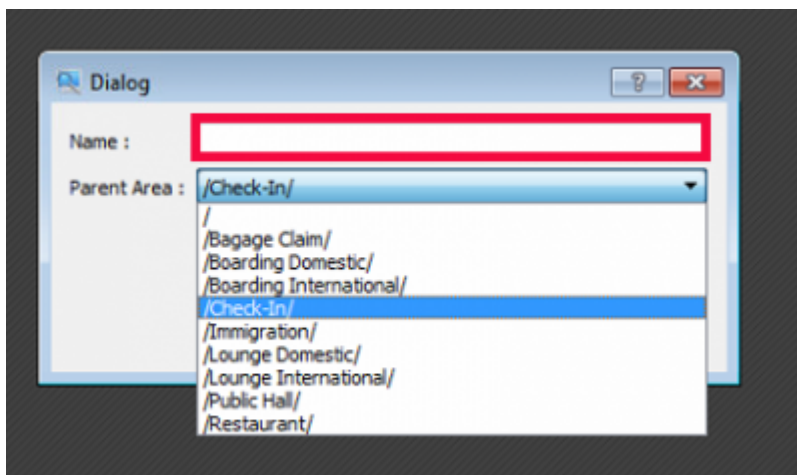 Dialog
Name :
Parent Area : /Check-In/
/
/Bagage Claim/
/Boarding Domestic/
/Boarding International/
/Check-In/
/Immigration/
/Lounge Domestic/
/Lounge International/
/Public Hall/
/Restaurant/